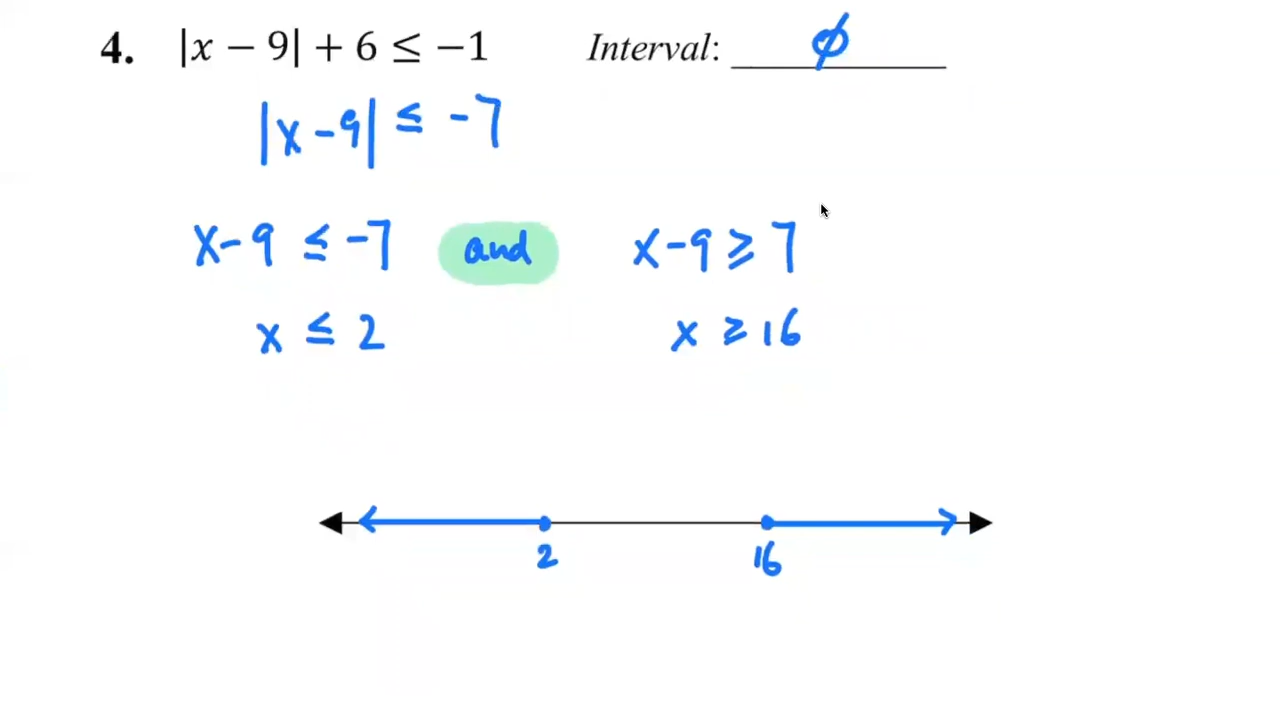 4. |x − 9| + 6 ≤ −1 Interval: ∅
|x - 9| ≤ -7
x - 9 ≤ -7 and x - 9 ≥ 7
x ≤ 2 x ≥ 16
2 16